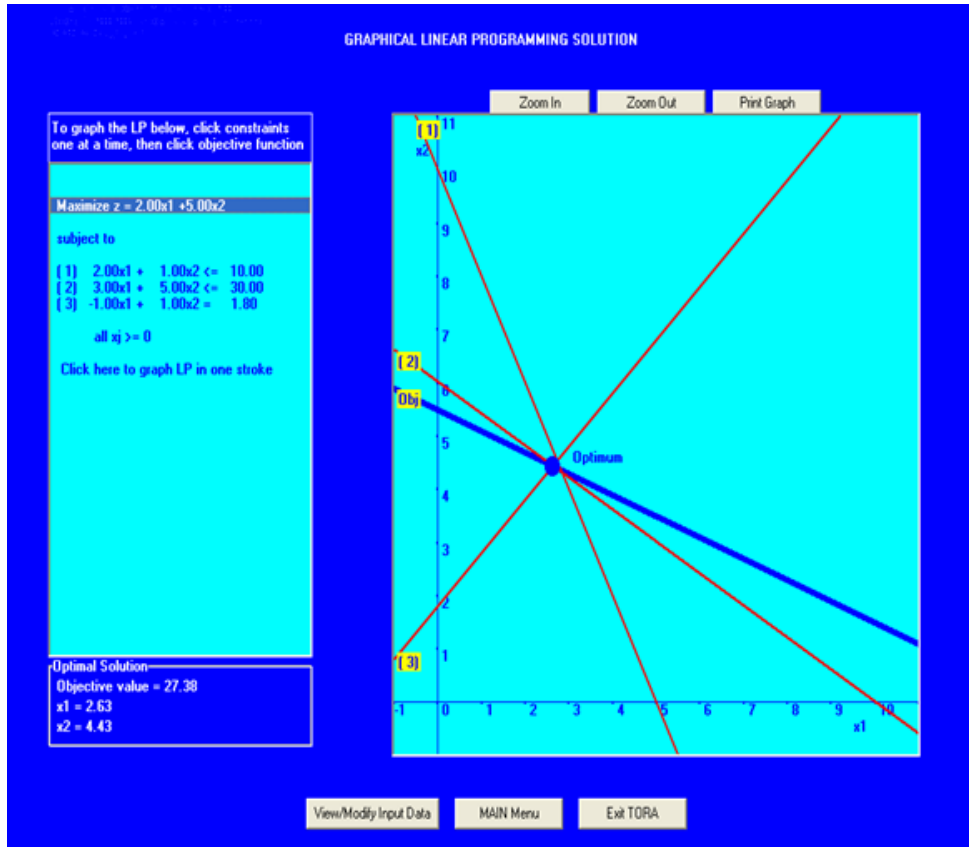 GRAPHICAL LINEAR PROGRAMMING SOLUTION
Zoom In Zoom Out Print Graph
To graph the LP below, click constraints
one at a time, then click objective function
Maximize z = 2.00x1 +5.00x2
subject to
( 1) 2.00x1 + 1.00x2 <= 10.00
( 2) 3.00x1 + 5.00x2 <= 30.00
( 3) -1.00x1 + 1.00x2 = 1.80
all xj >= 0
Click here to graph LP in one stroke
Optimal Solution
Objective value = 27.38
x1 = 2.63
x2 = 4.43
( 1) 11
x2
10
9
8
7
( 2)
6
Obj
5
Optimum
4
3
2
( 3) 1
-1 0 1 2 3 4 5 6 7 8 9 10
x1
View/Modify Input Data MAIN Menu Exit TORA